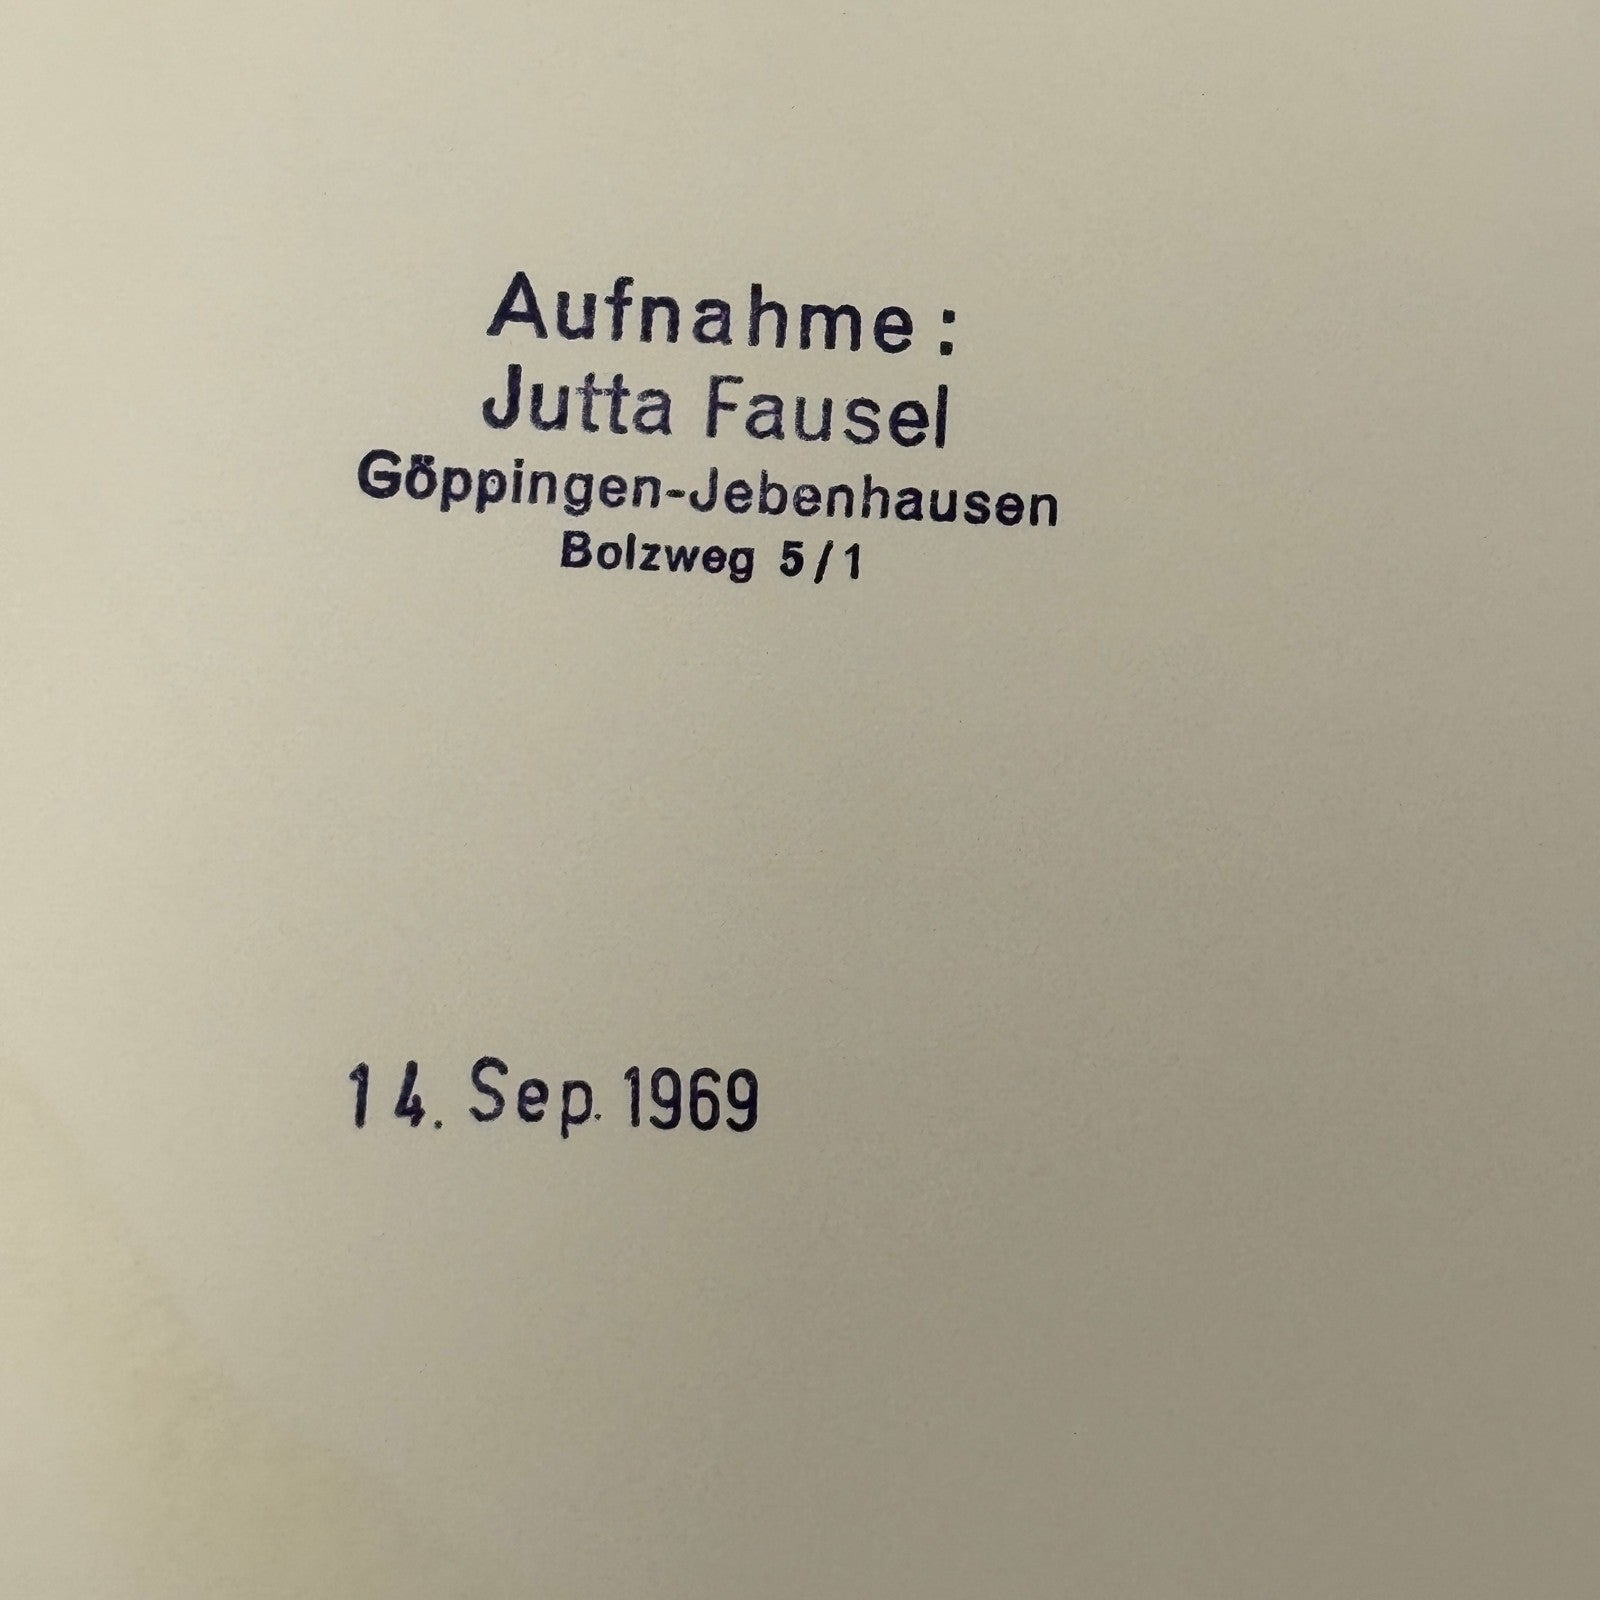 Aufnahme :
Jutta Fausel
Göppingen-Jebenhausen
Bolzweg 5/1
14. Sep. 1969